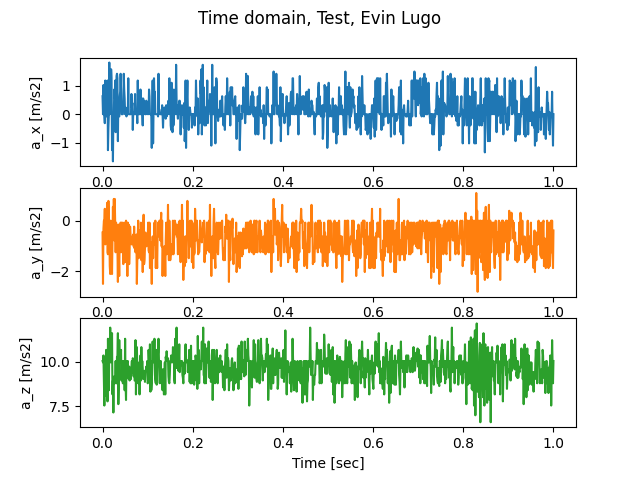 Time domain, Test, Evin Lugo
a_x [m/s2]
1
0
−1
0.0 0.2 0.4 0.6 0.8 1.0
a_y [m/s2]
0
−2
0.0 0.2 0.4 0.6 0.8 1.0
a_z [m/s2]
10.0
7.5
0.0 0.2 0.4 0.6 0.8 1.0
Time [sec]